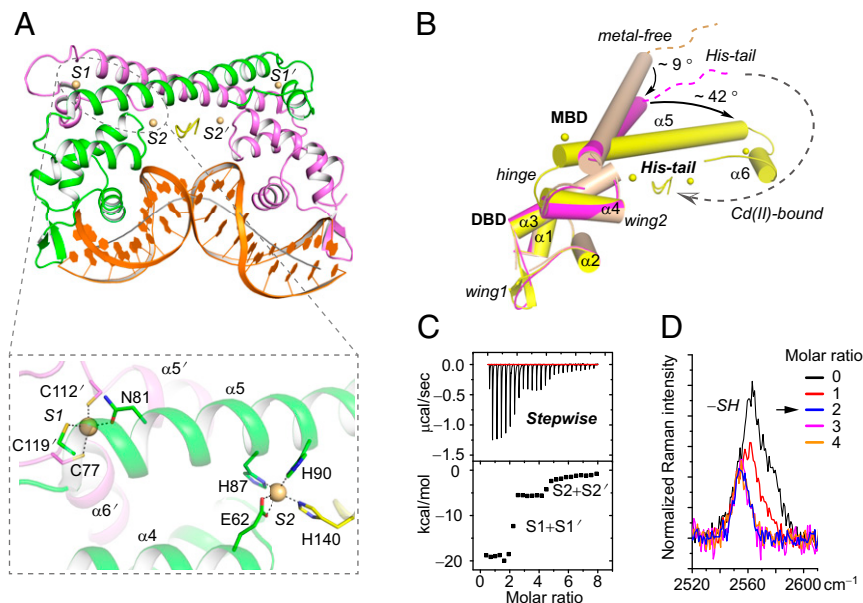 A
S1
S1′
S2
S2′
α5′
C112′
N81
α5
S1
C119′
C77
H87
H90
α6′
E62
S2
α4
H140
B
metal-free
~ 9 °
His-tail
~ 42 °
MBD
α5
hinge
His-tail
α6
DBD
α3
α4
wing2
Cd(II)-bound
α1
α2
wing1
C
μcal/sec
0.0
-0.5
-1.0
-1.5
Stepwise
kcal/mol
0
-10
-20
S2+S2′
S1+S1′
0 2 4 6 8
Molar ratio
D
Normalized Raman intensity
Molar ratio
–SH
0
1
2
3
4
2520 2560 2600 cm⁻¹